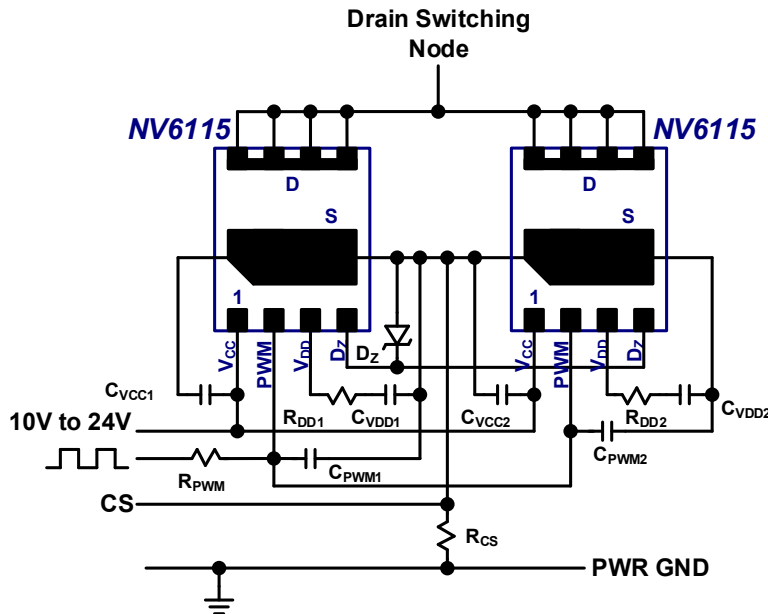 Drain Switching
Node
NV6115
NV6115
D
D
S
S
1
1
VCC
PWM
VDD
DZ
VCC
PWM
VDD
DZ
DZ
CVCC1
RDD1
CVDD1
CVCC2
RDD2
CVDD2
10V to 24V
RPWM
CPWM1
CPWM2
CS
RCS
PWR GND